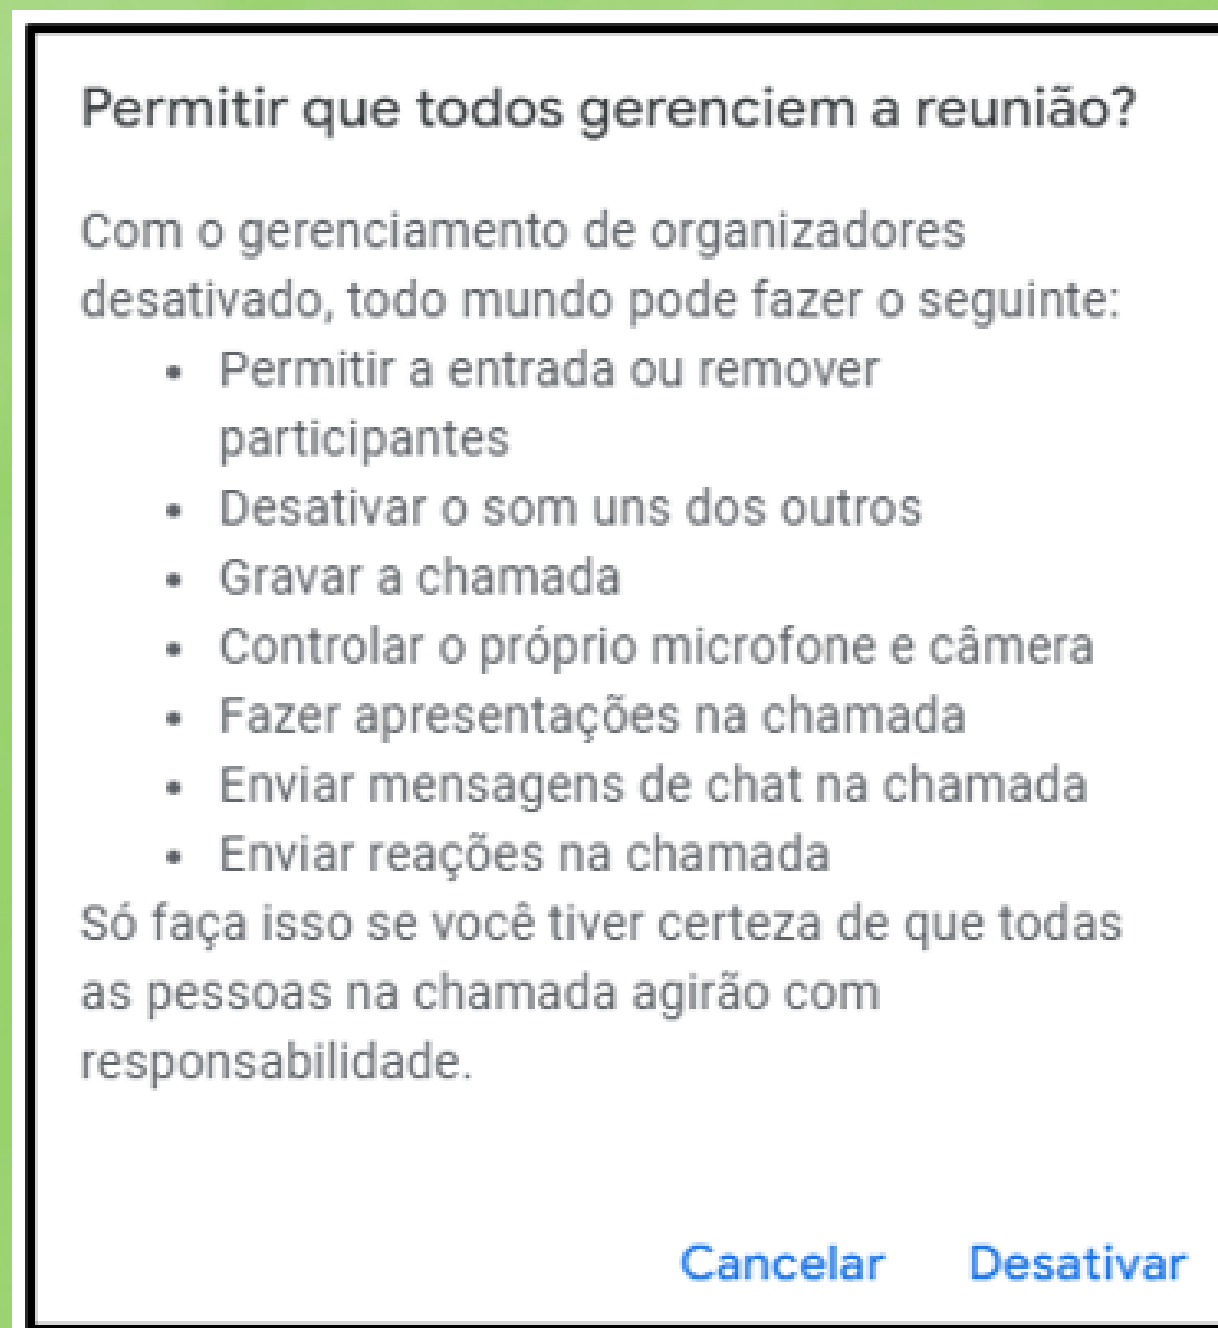 Permitir que todos gerenciem a reunião?
Com o gerenciamento de organizadores
desativado, todo mundo pode fazer o seguinte:
• Permitir a entrada ou remover
participantes
• Desativar o som uns dos outros
• Gravar a chamada
• Controlar o próprio microfone e câmera
• Fazer apresentações na chamada
• Enviar mensagens de chat na chamada
• Enviar reações na chamada
Só faça isso se você tiver certeza de que todas
as pessoas na chamada agirão com
responsabilidade.
Cancelar Desativar